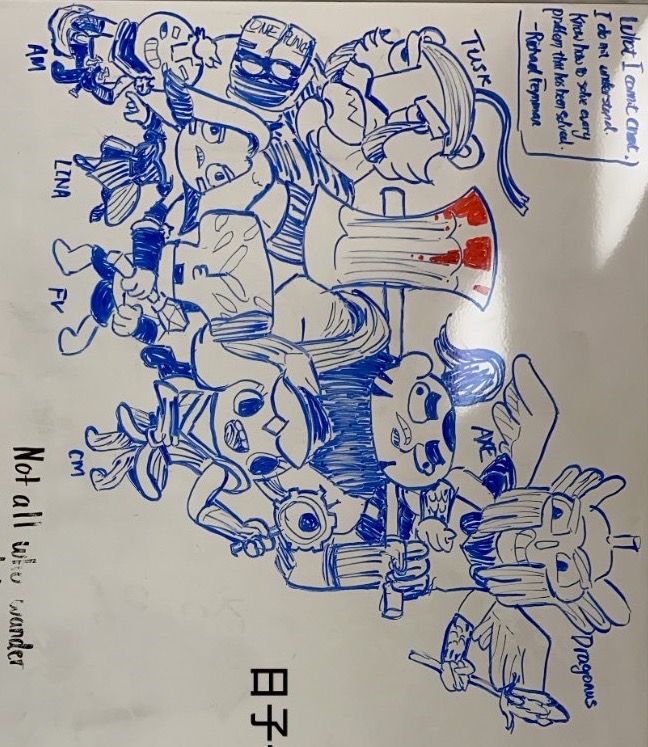 What I cannot creat.
I do not understand.
Know how to solve every
problem that has been solved.
-Richard Feynman
Dragonus
AXE
TUSK
ONE PUNCH
日子
LINA
FV
CM
AM
Not all who wander